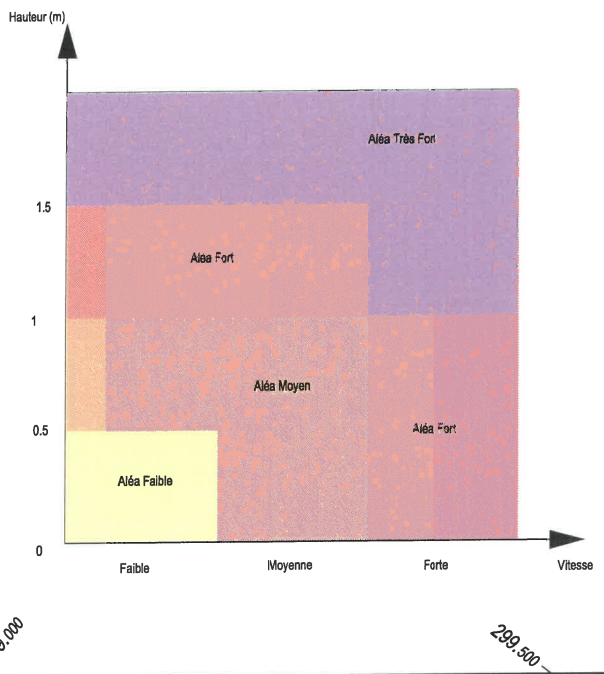 Hauteur (m)
Aléa Très Fort
1.5
Aléa Fort
1
Aléa Moyen
0.5
Aléa Fort
Aléa Faible
0
Faible
Moyenne
Forte
Vitesse
299.500